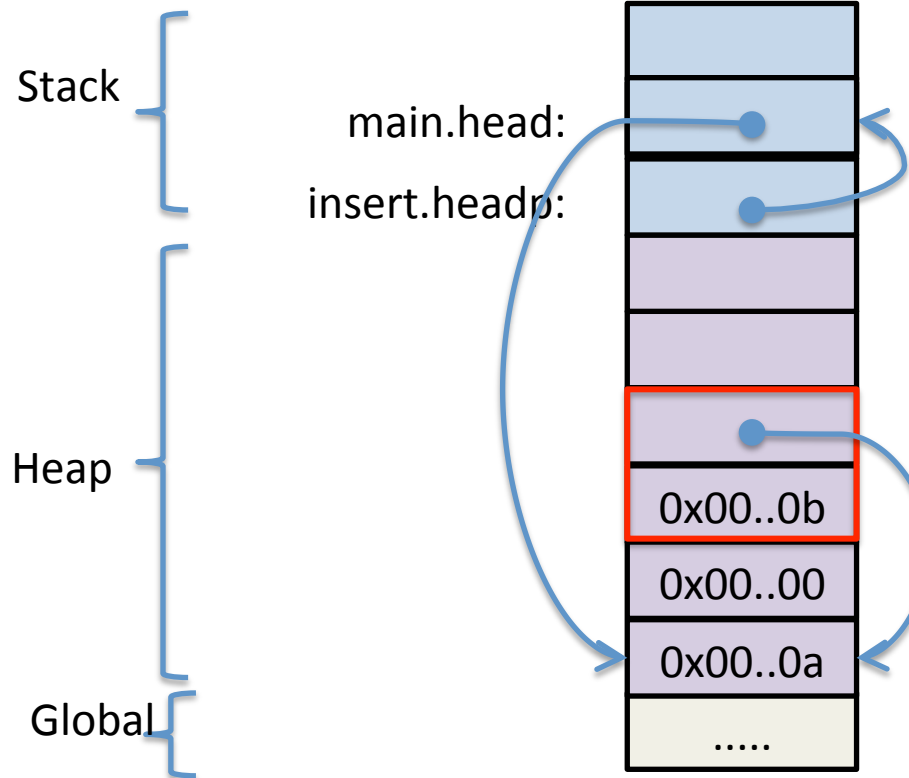 Stack
main.head:
insert.headp:
Heap
0x00..0b
0x00..00
0x00..0a
Global
.....